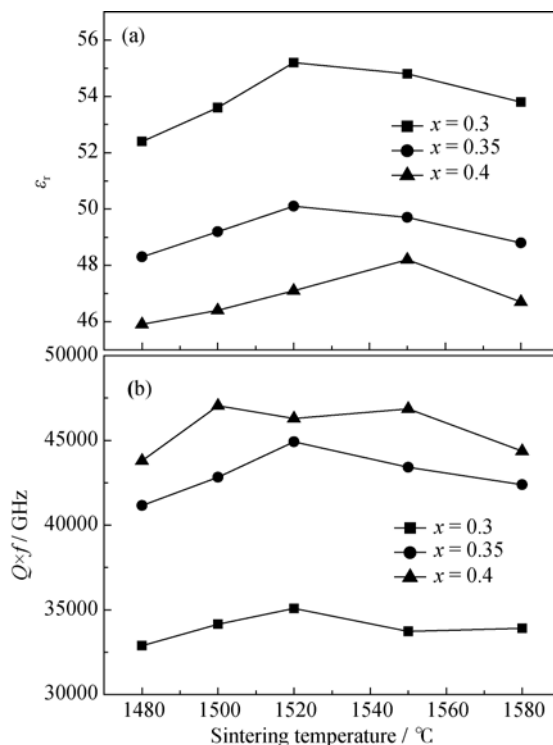 (a)
56
54
52
50
48
46
εr
x = 0.3
x = 0.35
x = 0.4
(b)
50000
45000
40000
35000
30000
Q×f / GHz
x = 0.3
x = 0.35
x = 0.4
1480 1500 1520 1540 1560 1580
Sintering temperature / ℃